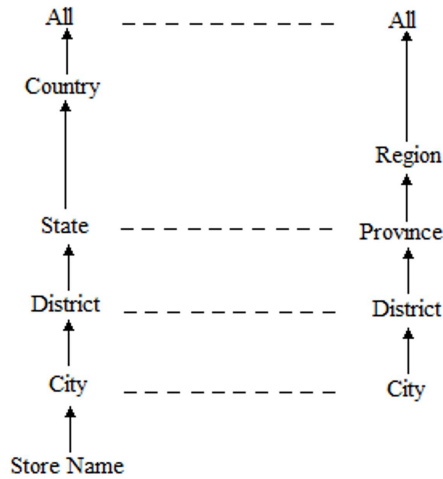 All
All
Country
Region
State
Province
District
District
City
City
Store Name